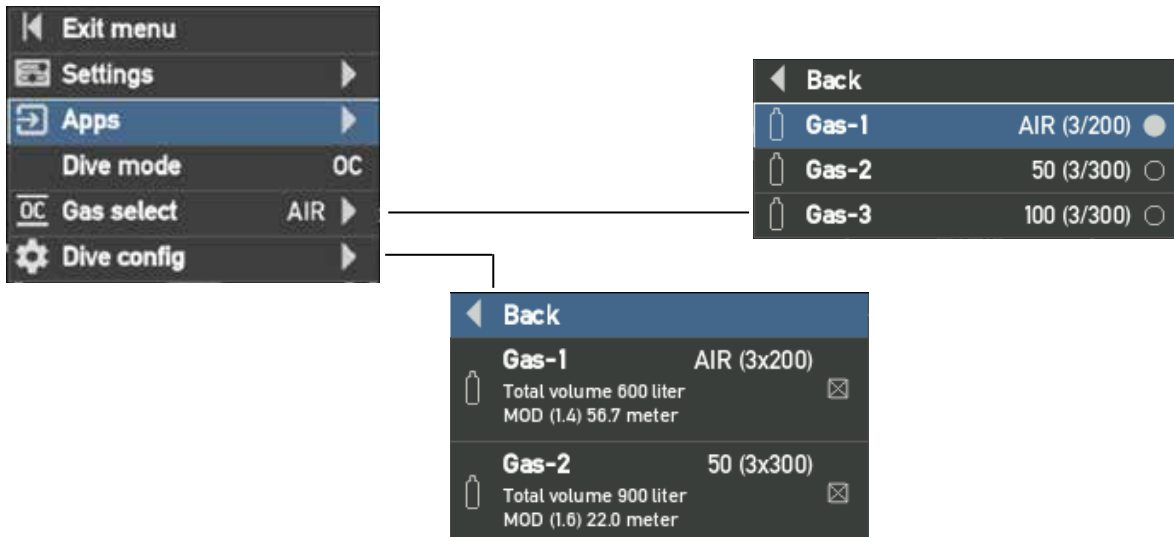 Exit menu
Settings
Apps
Dive mode OC
OC Gas select AIR
Dive config
Back
Gas-1 AIR (3/200)
Gas-2 50 (3/300)
Gas-3 100 (3/300)
Back
Gas-1 AIR (3x200)
Total volume 600 liter
MOD (1.4) 56.7 meter
Gas-2 50 (3x300)
Total volume 900 liter
MOD (1.6) 22.0 meter